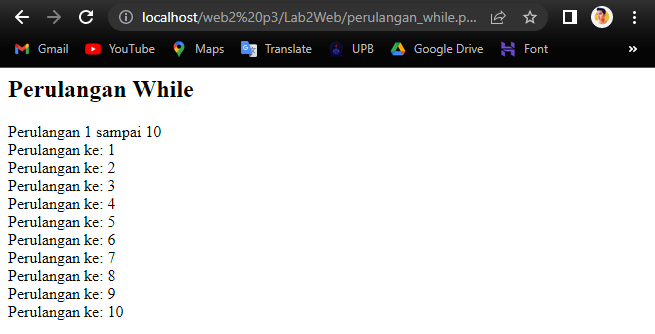 localhost/web2%20p3/Lab2Web/perulangan_while.p...
Gmail YouTube Maps Translate UPB Google Drive Font »
Perulangan While
Perulangan 1 sampai 10
Perulangan ke: 1
Perulangan ke: 2
Perulangan ke: 3
Perulangan ke: 4
Perulangan ke: 5
Perulangan ke: 6
Perulangan ke: 7
Perulangan ke: 8
Perulangan ke: 9
Perulangan ke: 10